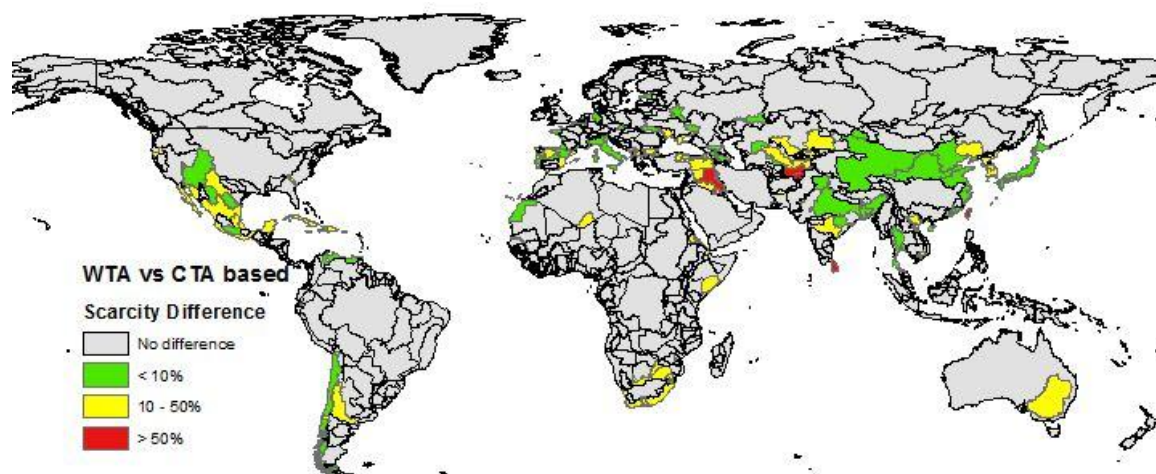 WTA vs CTA based
Scarcity Difference
No difference
< 10%
10 - 50%
> 50%